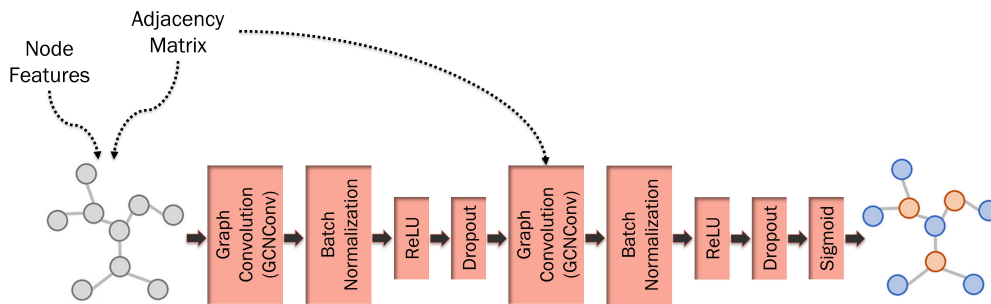 Node
Features
Adjacency
Matrix
Graph
Convolution
(GCNConv)
Batch
Normalization
ReLU
Dropout
Graph
Convolution
(GCNConv)
Batch
Normalization
ReLU
Dropout
Sigmoid